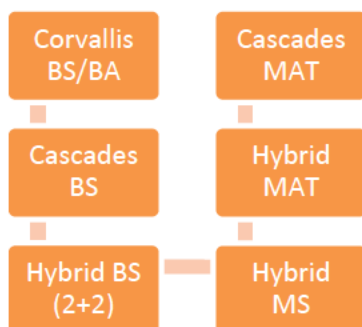 Corvallis
BS/BA
Cascades
BS
Hybrid BS
(2+2)
Hybrid
MS
Hybrid
MAT
Cascades
MAT